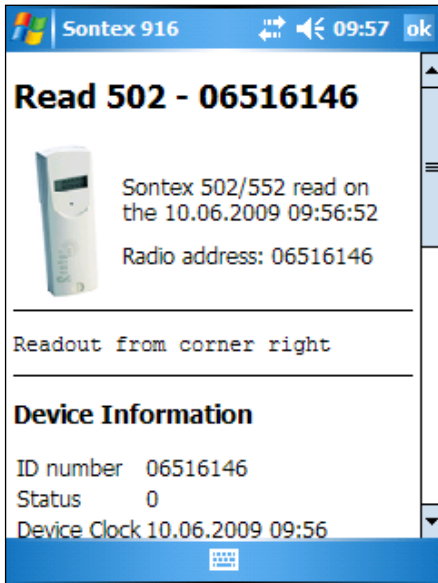 Sontex 916 09:57 ok
Read 502 - 06516146
Sontex 502/552 read on
the 10.06.2009 09:56:52
Radio address: 06516146
Readout from corner right
Device Information
ID number 06516146
Status 0
Device Clock 10.06.2009 09:56